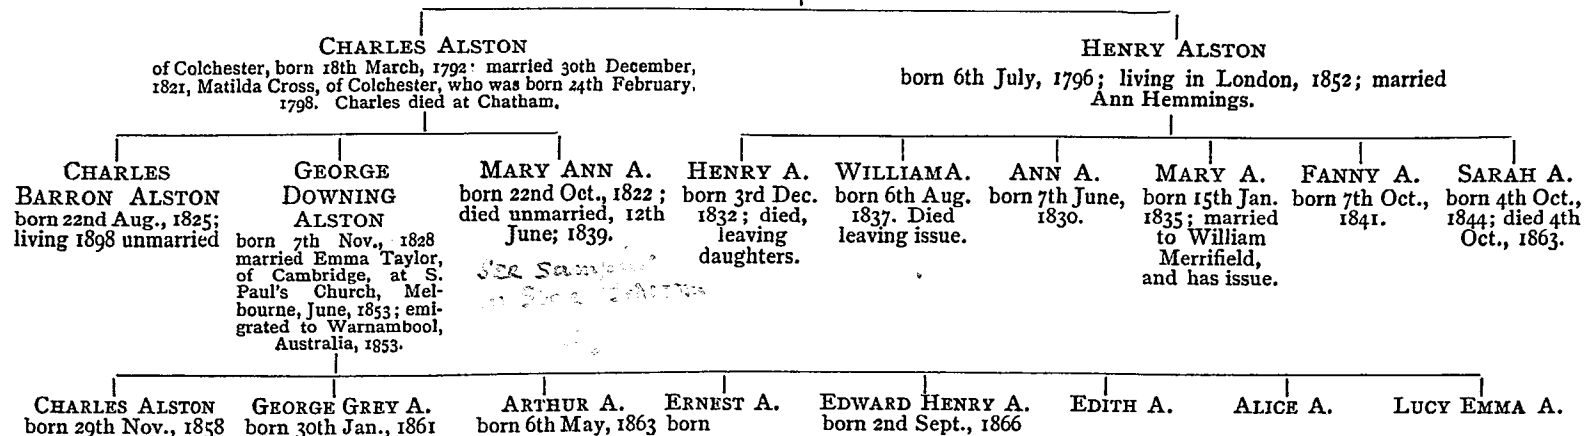 CHARLES ALSTON
of Colchester, born 18th March, 1792: married 30th December,
1821, Matilda Cross, of Colchester, who was born 24th February,
1798. Charles died at Chatham.
HENRY ALSTON
born 6th July, 1796; living in London, 1852; married
Ann Hemmings.
CHARLES
BARRON ALSTON
born 22nd Aug., 1825;
living 1898 unmarried
GEORGE
DOWNING
ALSTON
born 7th Nov., 1828
married Emma Taylor,
of Cambridge, at S.
Paul's Church, Mel-
bourne, June, 1853; emi-
grated to Warnambool,
Australia, 1853.
MARY ANN A.
born 22nd Oct., 1822;
died unmarried, 12th
June; 1839.
See
HENRY A.
born 3rd Dec.
1832; died,
leaving
daughters.
WILLIAM A.
born 6th Aug.
1837. Died
leaving issue.
ANN A.
born 7th June,
1830.
MARY A.
born 15th Jan.
1835; married
to William
Merrifield,
and has issue.
FANNY A.
born 7th Oct.,
1841.
SARAH A.
born 4th Oct.,
1844; died 4th
Oct., 1863.
CHARLES ALSTON
born 29th Nov., 1858
GEORGE GREY A.
born 30th Jan., 1861
ARTHUR A.
born 6th May, 1863
ERNEST A.
born
EDWARD HENRY A.
born 2nd Sept., 1866
EDITH A.
ALICE A.
LUCY EMMA A.